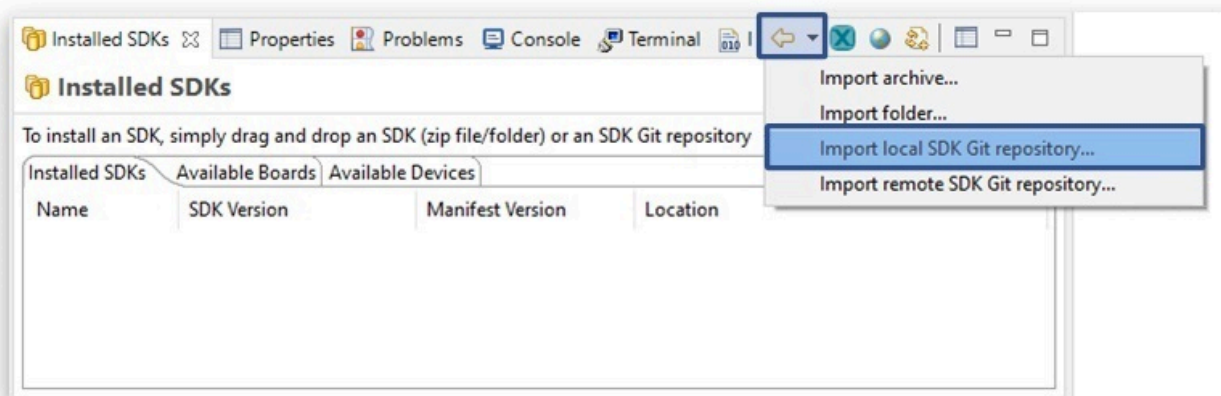 Installed SDKs Properties Problems Console Terminal
Import archive...
Installed SDKs
Import folder...
To install an SDK, simply drag and drop an SDK (zip file/folder) or an SDK Git repository
Import local SDK Git repository...
Installed SDKs Available Boards Available Devices
Import remote SDK Git repository...
Name SDK Version Manifest Version Location